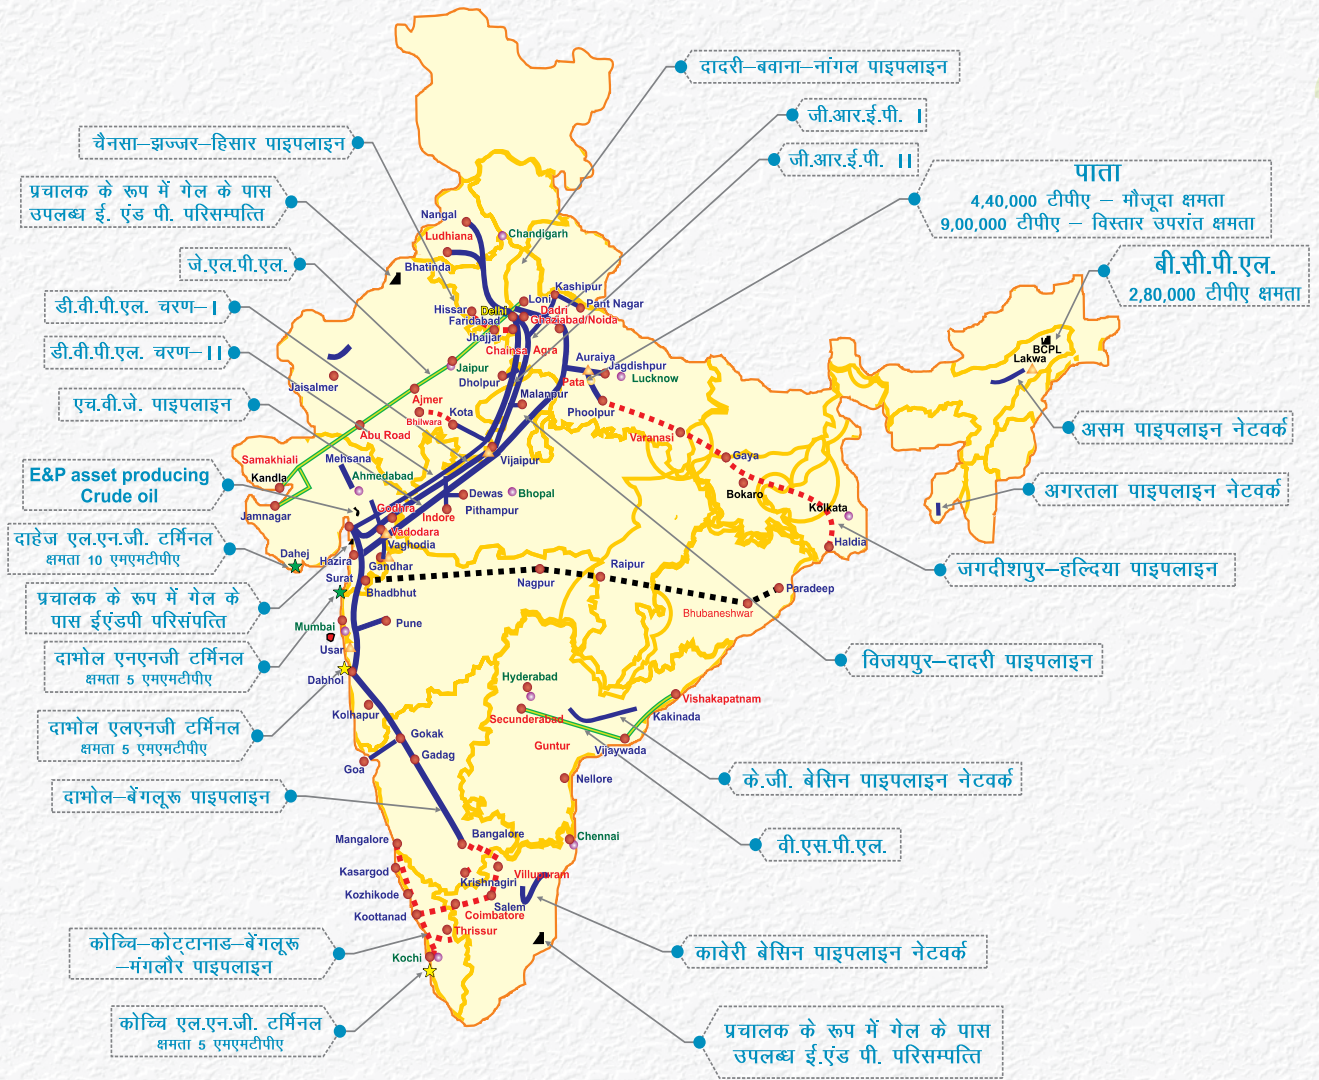 दादरी–बवाना–नांगल पाइपलाइन
जी.आर.ई.पी. I
चैनसा–झज्जर–हिसार पाइपलाइन
जी.आर.ई.पी. II
पाता
4,40,000 टीपीए – मौजूदा क्षमता
9,00,000 टीपीए – विस्तार उपरांत क्षमता
प्रचालक के रूप में गेल के पास
उपलब्ध ई. एंड पी. परिसम्पत्ति
जे.एल.पी.एल.
बी.सी.पी.एल.
2,80,000 टीपीए क्षमता
डी.वी.पी.एल. चरण–I
डी.वी.पी.एल. चरण–II
एच.वी.जे. पाइपलाइन
असम पाइपलाइन नेटवर्क
E&P asset producing
Crude oil
अगरतला पाइपलाइन नेटवर्क
दाहेज एल.एन.जी. टर्मिनल
क्षमता 10 एमएमटीपीए
जगदीशपुर–हल्दिया पाइपलाइन
प्रचालक के रूप में गेल के
पास ईएंडपी परिसंपत्ति
दाभोल एनएनजी टर्मिनल
क्षमता 5 एमएमटीपीए
विजयपुर–दादरी पाइपलाइन
दाभोल एलएनजी टर्मिनल
क्षमता 5 एमएमटीपीए
के.जी. बेसिन पाइपलाइन नेटवर्क
दाभोल–बेंगलूरू पाइपलाइन
वी.एस.पी.एल.
कोच्चि–कोट्टानाड–बेंगलूरू
–मंगलौर पाइपलाइन
कावेरी बेसिन पाइपलाइन नेटवर्क
कोच्चि एल.एन.जी. टर्मिनल
क्षमता 5 एमएमटीपीए
प्रचालक के रूप में गेल के पास
उपलब्ध ई.एंड पी. परिसम्पत्ति
Nangal
Ludhiana
Chandigarh
Bhatinda
Kashipur
Loni
Pant Nagar
Hissar
Delhi
Dadri
Faridabad
Ghaziabad/Noida
Jhajjar
Chainsa
Agra
Auraiya
Jagdishpur
BCPL
Lakwa
Jaipur
Jaisalmer
Dholpur
Pata
Lucknow
Ajmer
Malanpur
Kota
Phoolpur
Bhilwara
Abu Road
Varanasi
Samakhiali
Mehsana
Vijaipur
Gaya
Kandla
Ahmedabad
Bokaro
Dewas
Bhopal
Jamnagar
Godhra
Pithampur
Kolkata
Indore
Vadodara
Haldia
Vaghodia
Dahej
Hazira
Gandhar
Raipur
Surat
Nagpur
Bhadbhut
Paradeep
Bhubaneshwar
Mumbai
Pune
Usar
Dabhol
Hyderabad
Vishakapatnam
Kolhapur
Secunderabad
Kakinada
Gokak
Guntur
Vijaywada
Gadag
Goa
Nellore
Mangalore
Bangalore
Chennai
Kasargod
Villupuram
Krishnagiri
Kozhikode
Salem
Koottanad
Coimbatore
Thrissur
Kochi